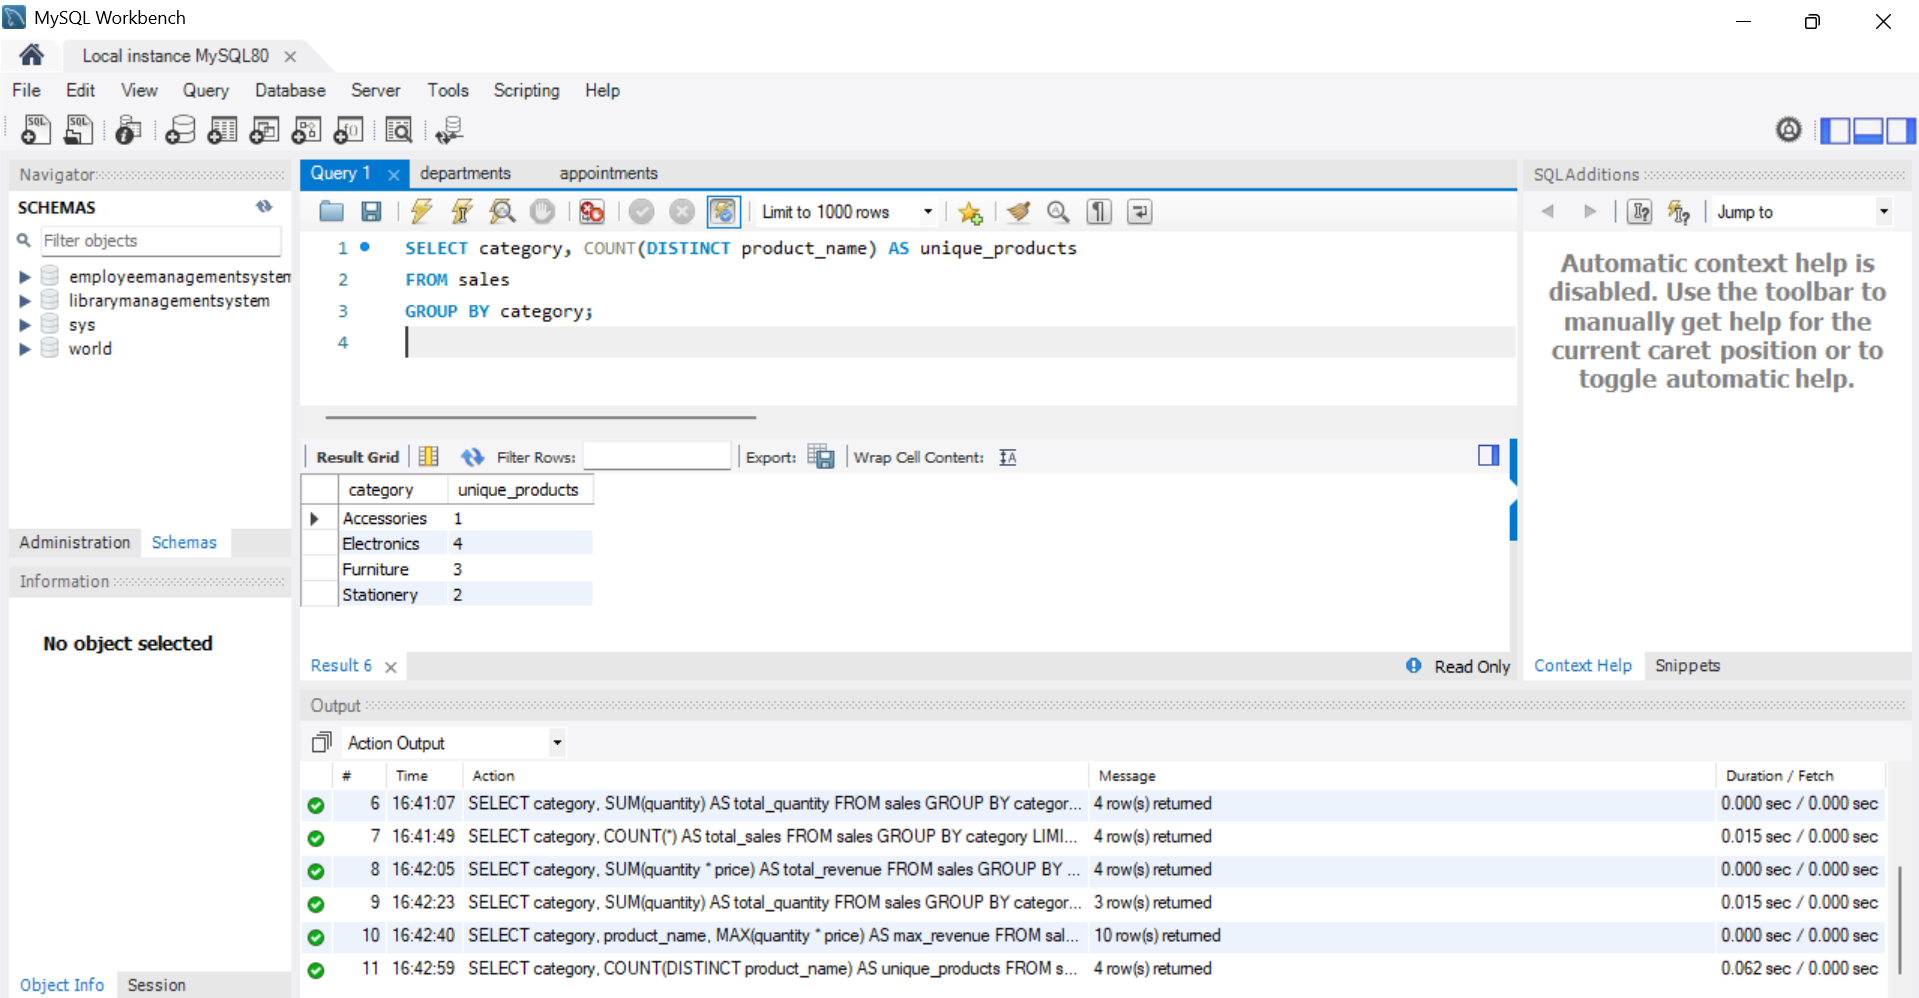 MySQL Workbench
Local instance MySQL80
File Edit View Query Database Server Tools Scripting Help
Navigator
SCHEMAS
Filter objects
employeemanagementsystem
librarymanagementsystem
sys
world
Administration Schemas
Information
No object selected
Object Info Session
Query 1 departments appointments
Limit to 1000 rows
1 SELECT category, COUNT(DISTINCT product_name) AS unique_products
2 FROM sales
3 GROUP BY category;
4
Result Grid Filter Rows: Export: Wrap Cell Content:
category unique_products
Accessories 1
Electronics 4
Furniture 3
Stationery 2
Result 6 Read Only
SQLAdditions
Jump to
Automatic context help is
disabled. Use the toolbar to
manually get help for the
current caret position or to
toggle automatic help.
Context Help Snippets
Output
Action Output
# Time Action Message Duration / Fetch
6 16:41:07 SELECT category, SUM(quantity) AS total_quantity FROM sales GROUP BY categor... 4 row(s) returned 0.000 sec / 0.000 sec
7 16:41:49 SELECT category, COUNT(*) AS total_sales FROM sales GROUP BY category LIMI... 4 row(s) returned 0.015 sec / 0.000 sec
8 16:42:05 SELECT category, SUM(quantity * price) AS total_revenue FROM sales GROUP BY ... 4 row(s) returned 0.000 sec / 0.000 sec
9 16:42:23 SELECT category, SUM(quantity) AS total_quantity FROM sales GROUP BY categor... 3 row(s) returned 0.015 sec / 0.000 sec
10 16:42:40 SELECT category, product_name, MAX(quantity * price) AS max_revenue FROM sal... 10 row(s) returned 0.000 sec / 0.000 sec
11 16:42:59 SELECT category, COUNT(DISTINCT product_name) AS unique_products FROM s... 4 row(s) returned 0.062 sec / 0.000 sec